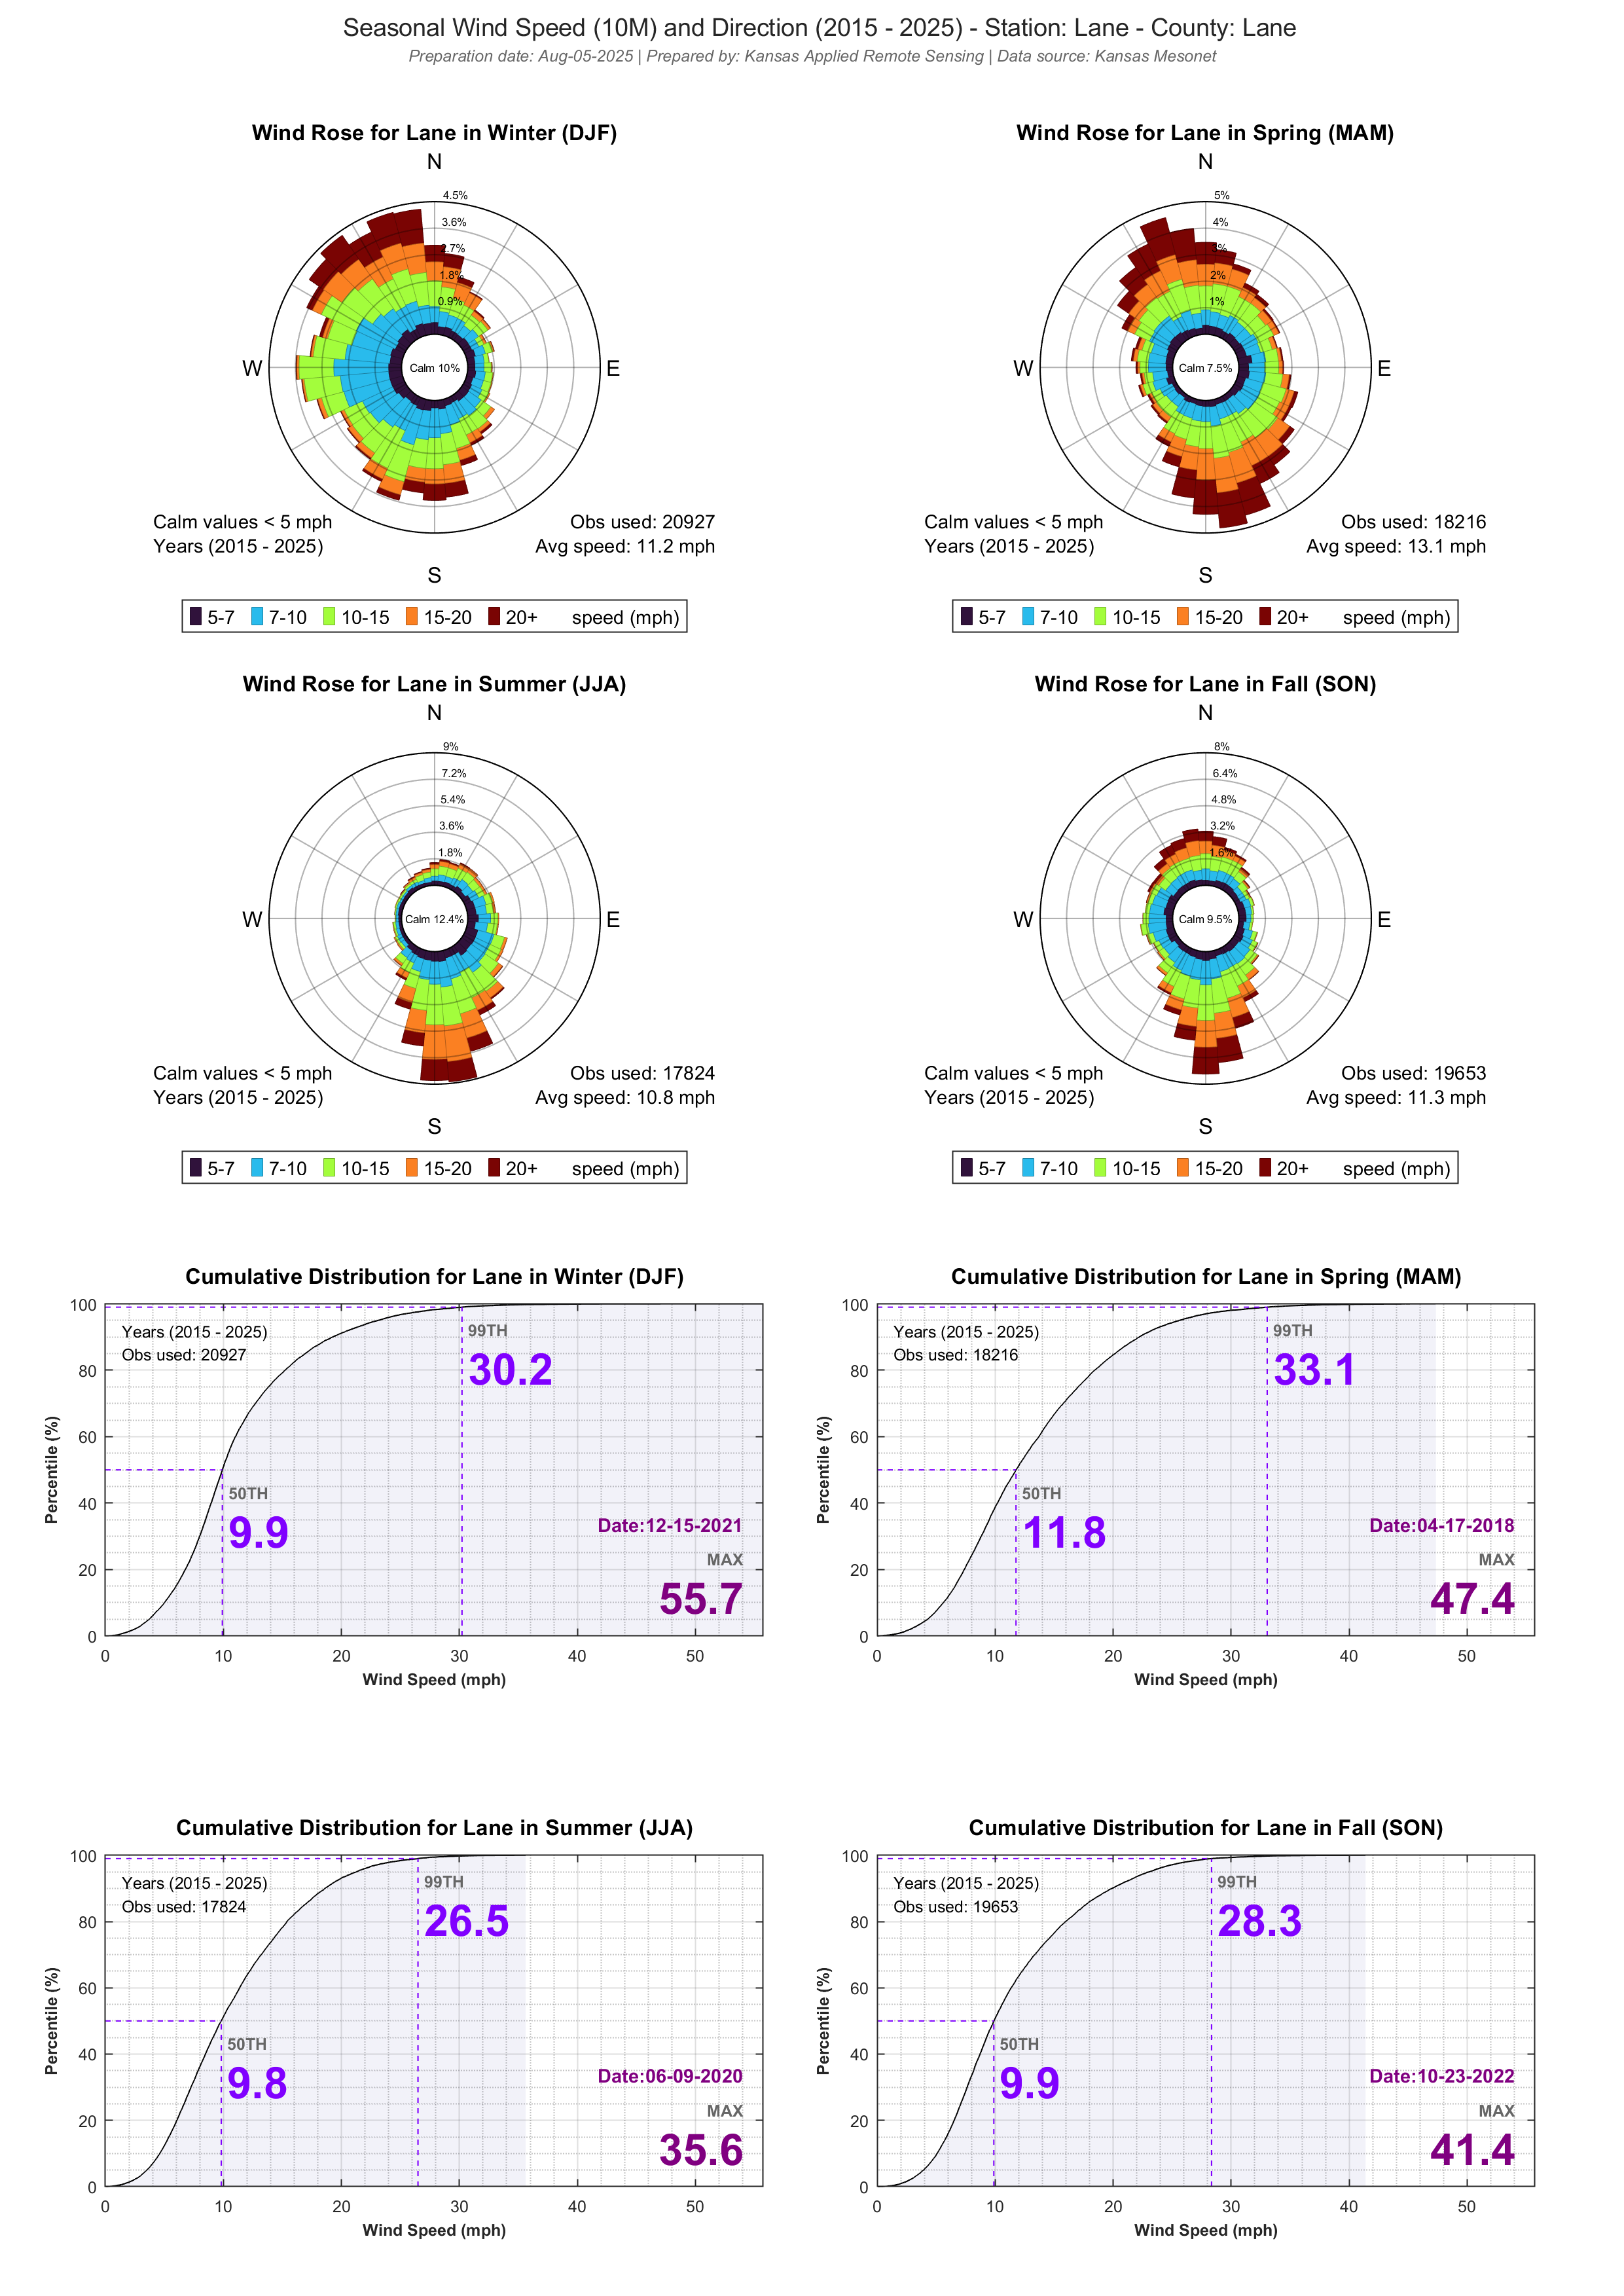 Seasonal Wind Speed (10M) and Direction (2015 - 2025) - Station: Lane - County: Lane
Preparation date: Aug-05-2025 | Prepared by: Kansas Applied Remote Sensing | Data source: Kansas Mesonet
Wind Rose for Lane in Winter (DJF)
N
4.5%
3.6%
2.7%
1.8%
0.9%
W
Calm 10%
E
Calm values < 5 mph
Years (2015 - 2025)
Obs used: 20927
Avg speed: 11.2 mph
S
5-7 7-10 10-15 15-20 20+ speed (mph)
Wind Rose for Lane in Spring (MAM)
N
5%
4%
3%
2%
1%
W
Calm 7.5%
E
Calm values < 5 mph
Years (2015 - 2025)
Obs used: 18216
Avg speed: 13.1 mph
S
5-7 7-10 10-15 15-20 20+ speed (mph)
Wind Rose for Lane in Summer (JJA)
N
9%
7.2%
5.4%
3.6%
1.8%
W
Calm 12.4%
E
Calm values < 5 mph
Years (2015 - 2025)
Obs used: 17824
Avg speed: 10.8 mph
S
5-7 7-10 10-15 15-20 20+ speed (mph)
Wind Rose for Lane in Fall (SON)
N
8%
6.4%
4.8%
3.2%
1.6%
W
Calm 9.5%
E
Calm values < 5 mph
Years (2015 - 2025)
Obs used: 19653
Avg speed: 11.3 mph
S
5-7 7-10 10-15 15-20 20+ speed (mph)
Cumulative Distribution for Lane in Winter (DJF)
100
80
60
40
20
0
Percentile (%)
Years (2015 - 2025)
Obs used: 20927
99TH
30.2
50TH
9.9
Date:12-15-2021
MAX
55.7
0 10 20 30 40 50
Wind Speed (mph)
Cumulative Distribution for Lane in Spring (MAM)
100
80
60
40
20
0
Percentile (%)
Years (2015 - 2025)
Obs used: 18216
99TH
33.1
50TH
11.8
Date:04-17-2018
MAX
47.4
0 10 20 30 40 50
Wind Speed (mph)
Cumulative Distribution for Lane in Summer (JJA)
100
80
60
40
20
0
Percentile (%)
Years (2015 - 2025)
Obs used: 17824
99TH
26.5
50TH
9.8
Date:06-09-2020
MAX
35.6
0 10 20 30 40 50
Wind Speed (mph)
Cumulative Distribution for Lane in Fall (SON)
100
80
60
40
20
0
Percentile (%)
Years (2015 - 2025)
Obs used: 19653
99TH
28.3
50TH
9.9
Date:10-23-2022
MAX
41.4
0 10 20 30 40 50
Wind Speed (mph)